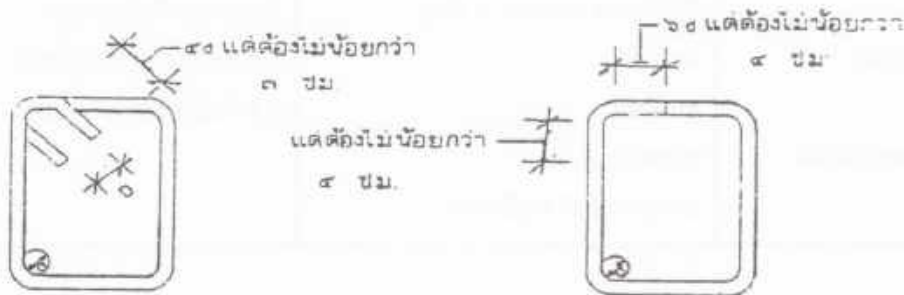 ๔d แต่ต้องไม่น้อยกว่า
๓ ซม.
๖d แต่ต้องไม่น้อยกว่า
๔ ซม.
แต่ต้องไม่น้อยกว่า
๔ ซม.